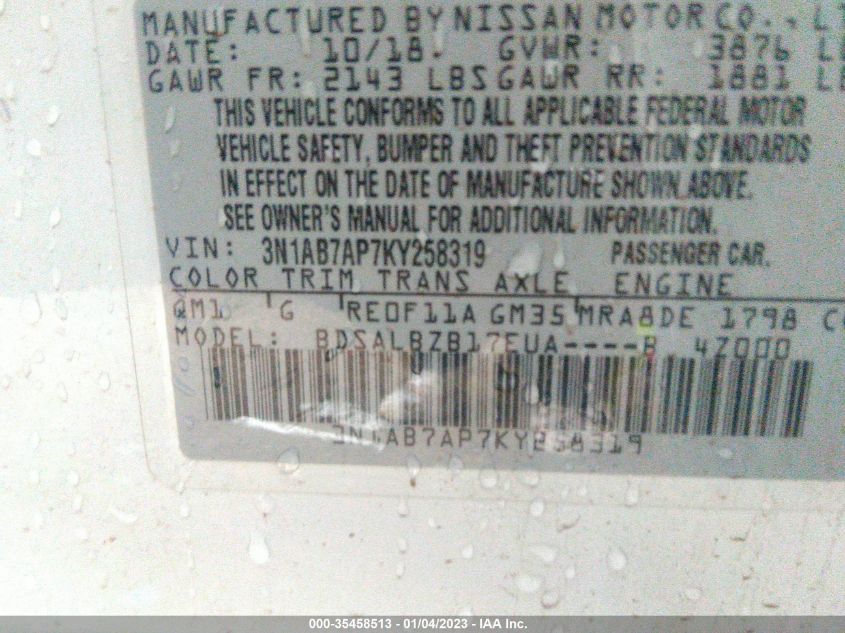 MANUFACTURED BY NISSAN MOTOR CO., L
DATE: 10/18 GVWR: 3876 L
GAWR FR: 2143 LBS GAWR RR: 1881 L
THIS VEHICLE CONFORMS TO ALL APPLICABLE FEDERAL MOTOR
VEHICLE SAFETY, BUMPER AND THEFT PREVENTION STANDARDS
IN EFFECT ON THE DATE OF MANUFACTURE SHOWN ABOVE.
SEE OWNER'S MANUAL FOR ADDITIONAL INFORMATION.
VIN: 3N1AB7AP7KY258319 PASSENGER CAR.
COLOR TRIM TRANS AXLE ENGINE
QM1 G RE0F11A GM35 MRA8DE 1798 C
MODEL: BDSALBZB17EUA----B 4Z000
3N1AB7AP7KY258319
000-35458513 - 01/04/2023 - IAA Inc.